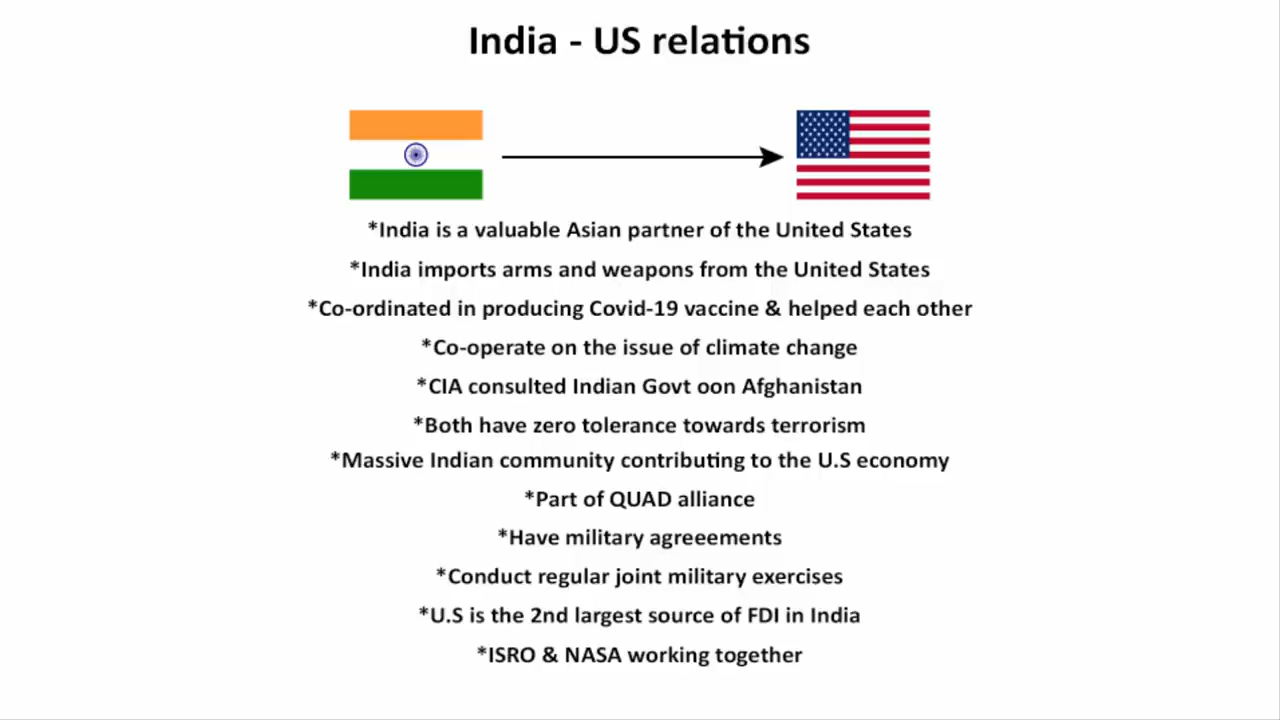 India - US relations
*India is a valuable Asian partner of the United States
*India imports arms and weapons from the United States
*Co-ordinated in producing Covid-19 vaccine & helped each other
*Co-operate on the issue of climate change
*CIA consulted Indian Govt oon Afghanistan
*Both have zero tolerance towards terrorism
*Massive Indian community contributing to the U.S economy
*Part of QUAD alliance
*Have military agreeements
*Conduct regular joint military exercises
*U.S is the 2nd largest source of FDI in India
*ISRO & NASA working together